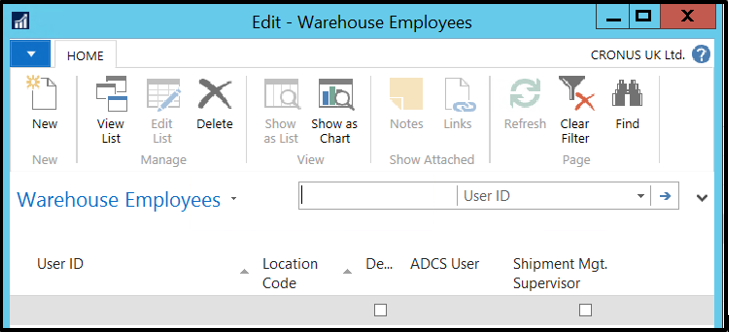 Edit - Warehouse Employees
HOME
CRONUS UK Ltd.
New
View
List
Edit
List
Delete
Show
as List
Show as
Chart
Notes
Links
Refresh
Clear
Filter
Find
New
Manage
View
Show Attached
Page
Warehouse Employees
User ID
User ID
Location
Code
De...
ADCS User
Shipment Mgt.
Supervisor